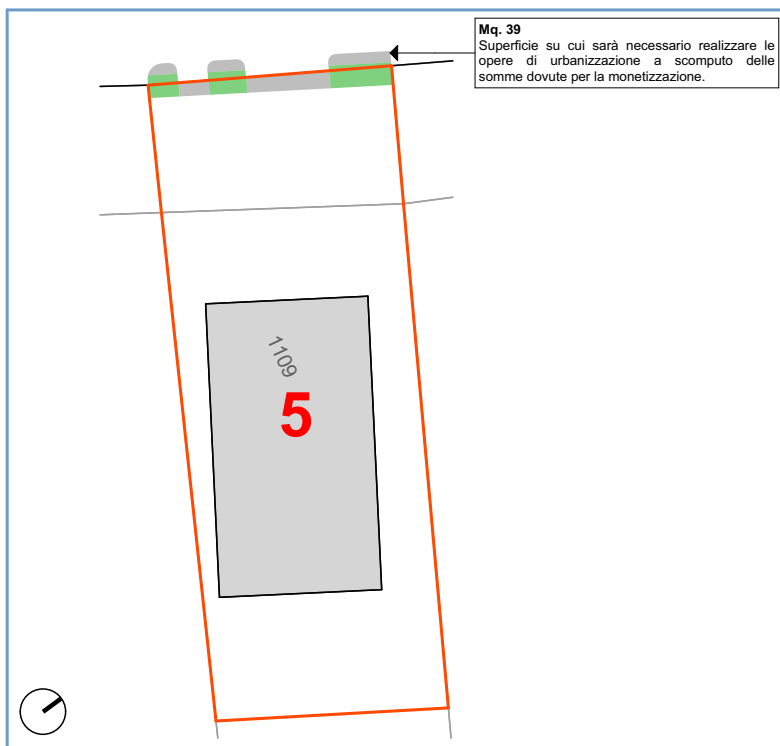 Mq. 39
Superficie su cui sarà necessario realizzare le
opere di urbanizzazione a scomputo delle
somme dovute per la monetizzazione.
1109
5